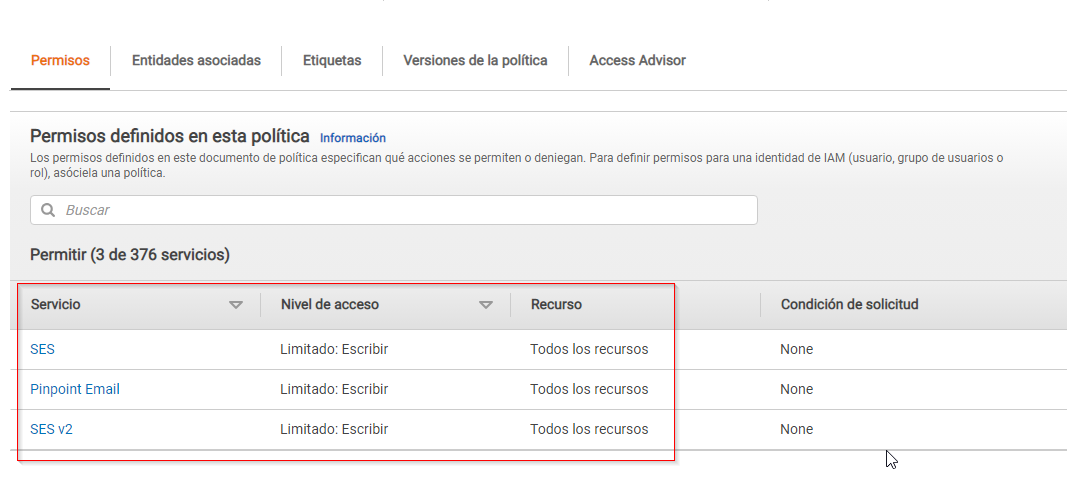 Permisos Entidades asociadas Etiquetas Versiones de la política Access Advisor
Permisos definidos en esta política Información
Los permisos definidos en este documento de política especifican qué acciones se permiten o deniegan. Para definir permisos para una identidad de IAM (usuario, grupo de usuarios o
rol), asóciela una política.
Buscar
Permitir (3 de 376 servicios)
Servicio Nivel de acceso Recurso Condición de solicitud
SES Limitado: Escribir Todos los recursos None
Pinpoint Email Limitado: Escribir Todos los recursos None
SES v2 Limitado: Escribir Todos los recursos None